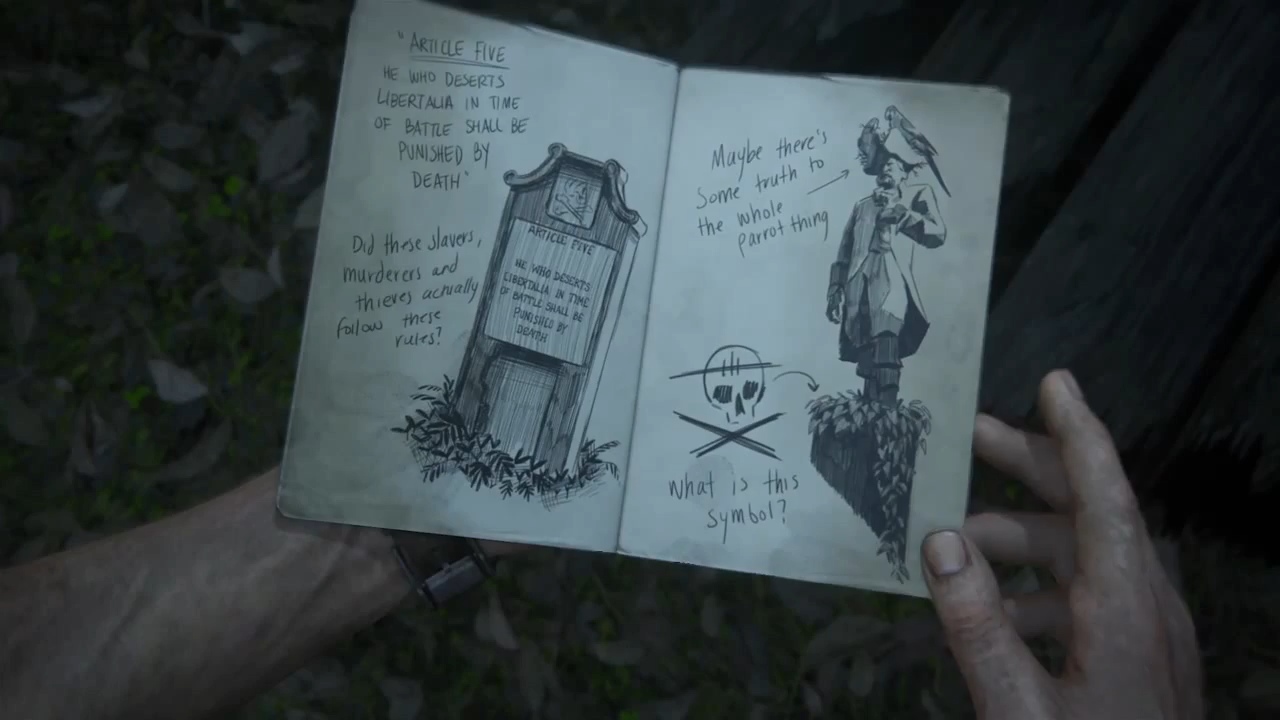 "ARTICLE FIVE
HE WHO DESERTS
LIBERTALIA IN TIME
OF BATTLE SHALL BE
PUNISHED BY
DEATH"
Did these slavers,
murderers and
thieves actually
follow these
rules?
ARTICLE FIVE
HE WHO DESERTS
LIBERTALIA IN TIME
OF BATTLE SHALL BE
PUNISHED BY
DEATH
Maybe there's
some truth to
the whole
parrot thing
What is this
symbol?